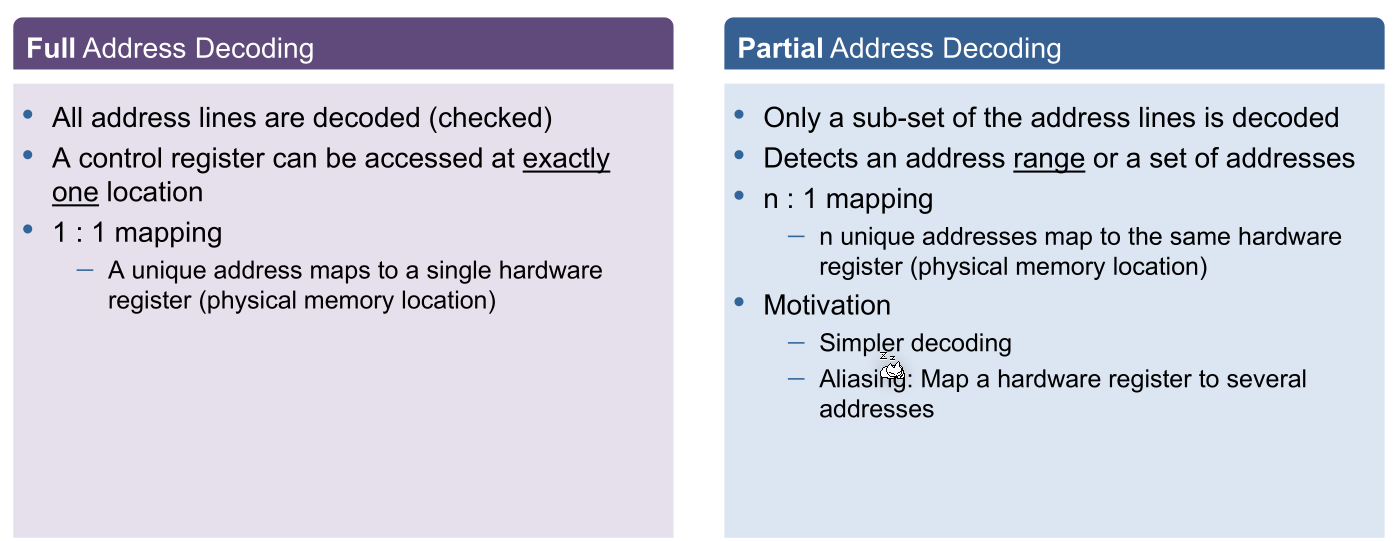 Full Address Decoding
• All address lines are decoded (checked)
• A control register can be accessed at exactly
one location
• 1 : 1 mapping
– A unique address maps to a single hardware
register (physical memory location)
Partial Address Decoding
• Only a sub-set of the address lines is decoded
• Detects an address range or a set of addresses
• n : 1 mapping
– n unique addresses map to the same hardware
register (physical memory location)
• Motivation
– Simpler decoding
z z
– Aliasing: Map a hardware register to several
addresses